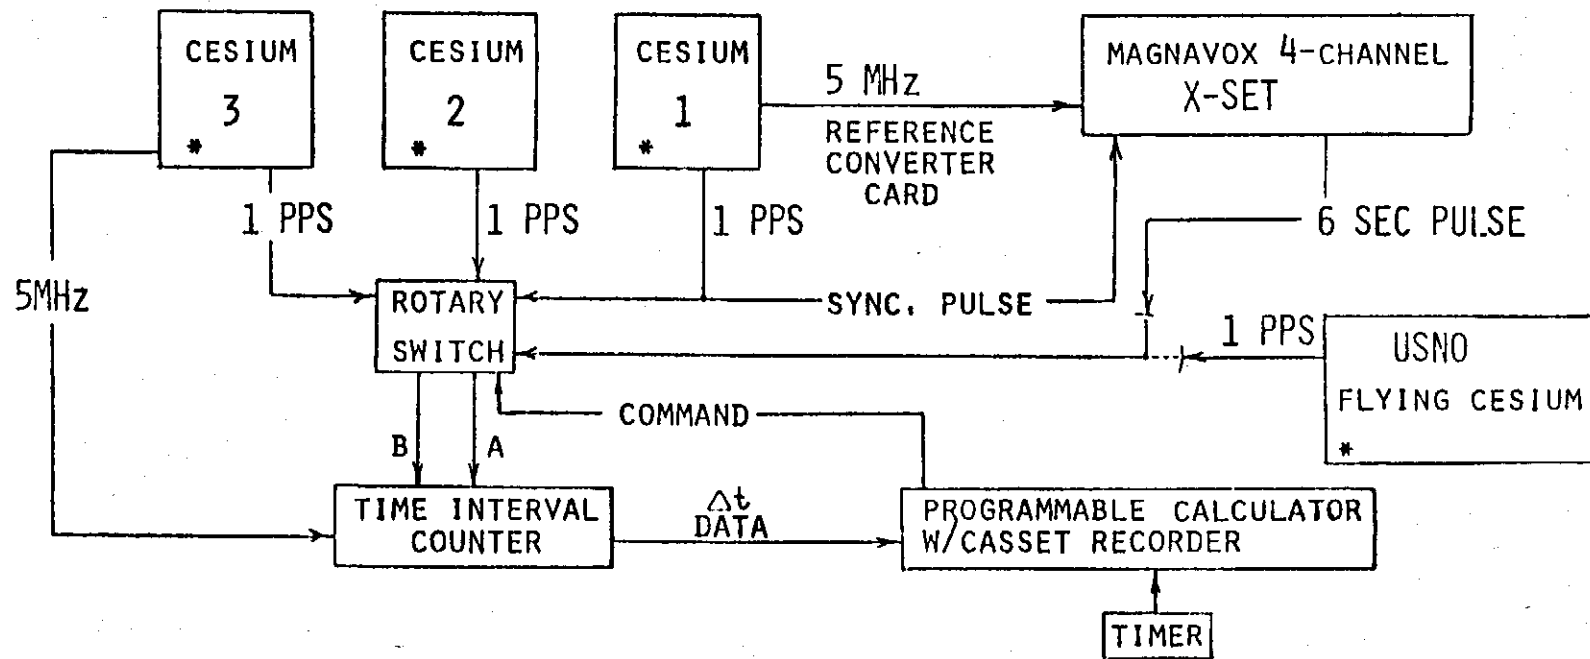 CESIUM
3
*
CESIUM
2
*
CESIUM
1
*
5 MHz
REFERENCE
CONVERTER
CARD
MAGNAVOX 4-CHANNEL
X-SET
1 PPS
1 PPS
1 PPS
6 SEC PULSE
5MHz
ROTARY
SWITCH
SYNC. PULSE
1 PPS
USNO
FLYING CESIUM
*
COMMAND
B
A
TIME INTERVAL
COUNTER
Δt
DATA
PROGRAMMABLE CALCULATOR
W/CASSET RECORDER
TIMER